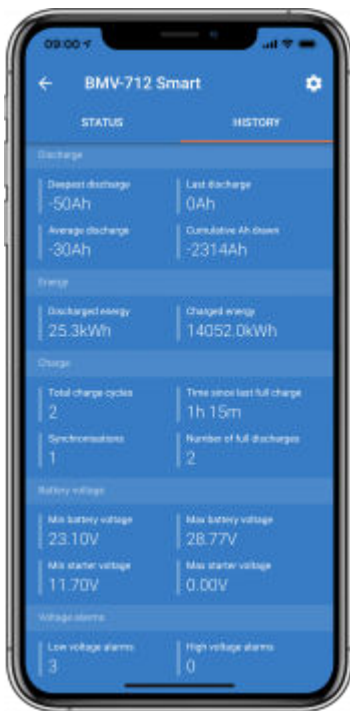 09:00
BMV-712 Smart
STATUS HISTORY
Discharge
Deepest discharge Last discharge
-50Ah 0Ah
Average discharge Cumulative Ah drawn
-30Ah -2314Ah
Energy
Discharged energy Charged energy
25.3kWh 14052.0kWh
Charge
Total charge cycles Time since last full charge
2 1h 15m
Synchronisations Number of full discharges
1 2
Battery voltage
Min battery voltage Max battery voltage
23.10V 28.77V
Min starter voltage Max starter voltage
11.70V 0.00V
Voltage alarms
Low voltage alarms High voltage alarms
3 0